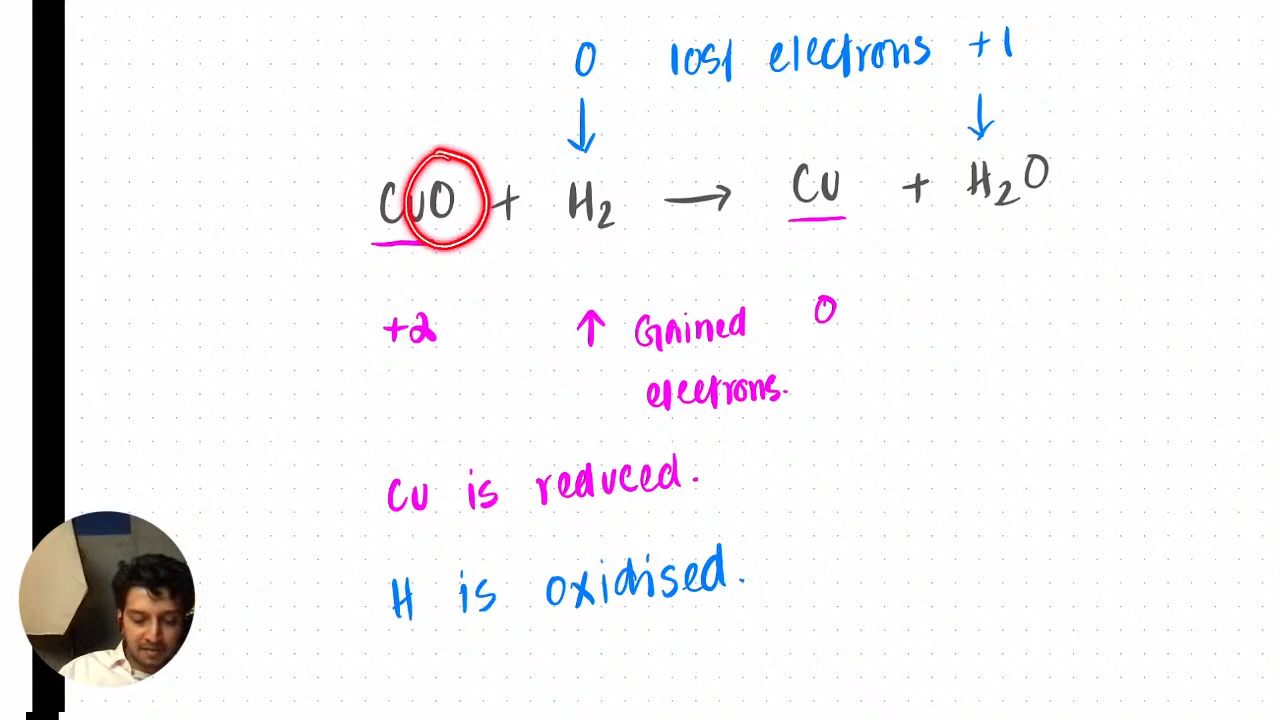 0 lost electrons +1
↓ ↓
CuO + H₂ → Cu + H₂O
+2 ↑ Gained 0
electrons.
Cu is reduced.
H is oxidised.